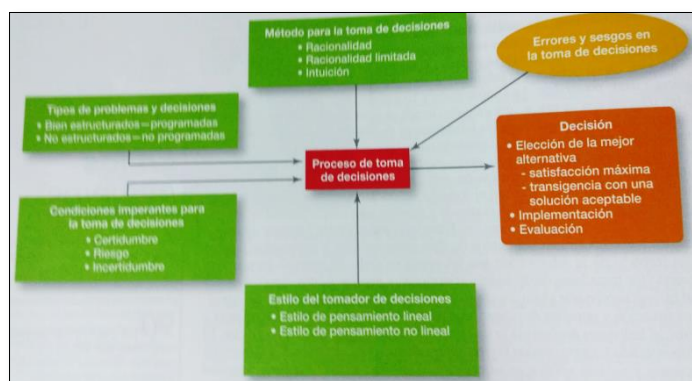 Método para la toma de decisiones
• Racionalidad
• Racionalidad limitada
• Intuición
Errores y sesgos en
la toma de decisiones
Tipos de problemas y decisiones
• Bien estructurados=programadas
• No estructurados=no programadas
Proceso de toma
de decisiones
Decisión
• Elección de la mejor
alternativa
- satisfacción máxima
- transigencia con una
solución aceptable
• Implementación
• Evaluación
Condiciones imperantes para
la toma de decisiones
• Certidumbre
• Riesgo
• Incertidumbre
Estilo del tomador de decisiones
• Estilo de pensamiento lineal
• Estilo de pensamiento no lineal